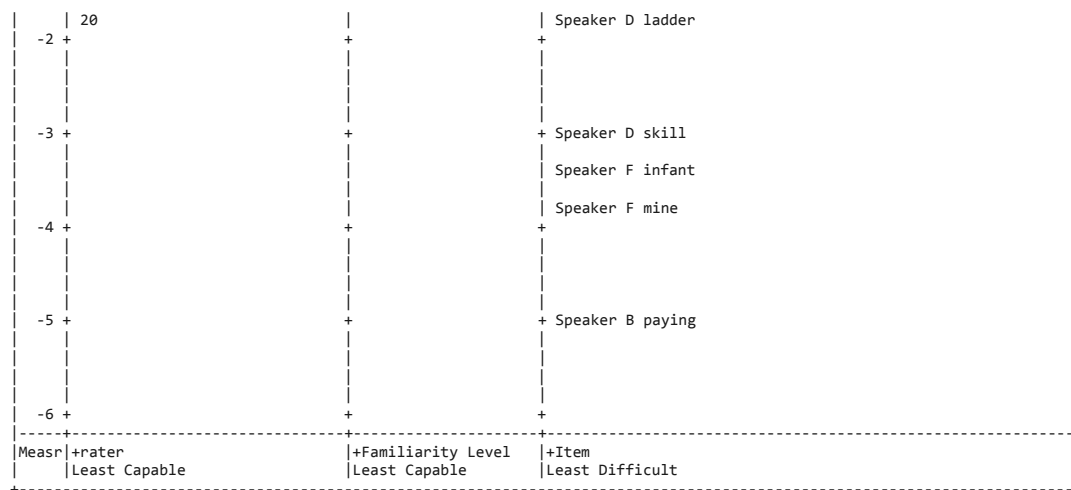 |     | 20                          |                    | Speaker D ladder
|  -2 +                             +                    +
|     |                             |                    |
|     |                             |                    |
|     |                             |                    |
|     |                             |                    |
|  -3 +                             +                    + Speaker D skill
|     |                             |                    |
|     |                             |                    | Speaker F infant
|     |                             |                    |
|     |                             |                    | Speaker F mine
|  -4 +                             +                    +
|     |                             |                    |
|     |                             |                    |
|     |                             |                    |
|     |                             |                    |
|  -5 +                             +                    + Speaker B paying
|     |                             |                    |
|     |                             |                    |
|     |                             |                    |
|     |                             |                    |
|  -6 +                             +                    +
|-----+-----------------------------+--------------------+--------------------------------------------------------
|Measr|+rater                       |+Familiarity Level  |+Item
|     |Least Capable                |Least Capable       |Least Difficult
+-----------------------------------------------------------------------------------------------------------------